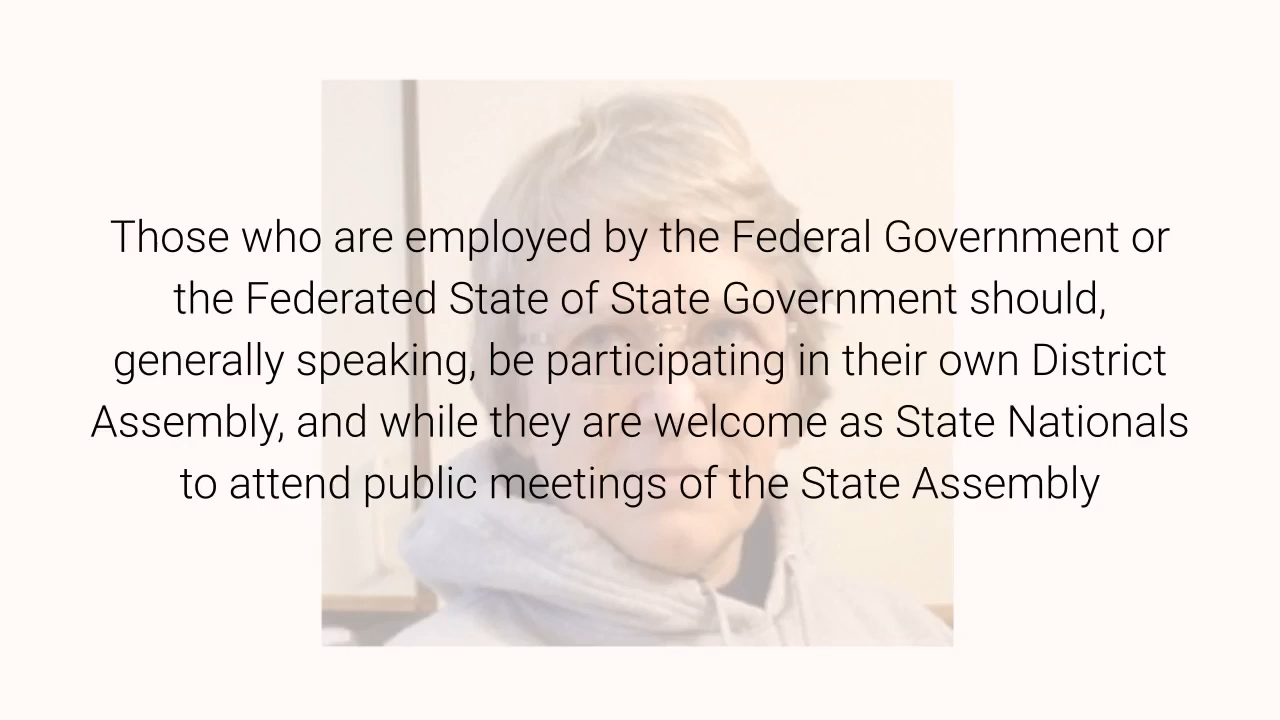 Those who are employed by the Federal Government or
the Federated State of State Government should,
generally speaking, be participating in their own District
Assembly, and while they are welcome as State Nationals
to attend public meetings of the State Assembly